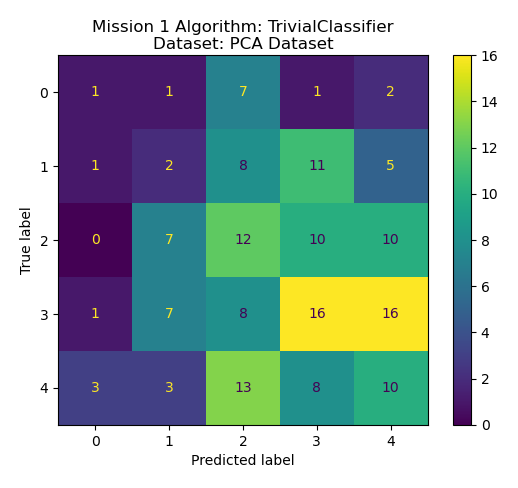 Mission 1 Algorithm: TrivialClassifier
Dataset: PCA Dataset
True label
0 1 1 7 1 2
1 1 2 8 11 5
2 0 7 12 10 10
3 1 7 8 16 16
4 3 3 13 8 10
0 1 2 3 4
Predicted label
16
14
12
10
8
6
4
2
0